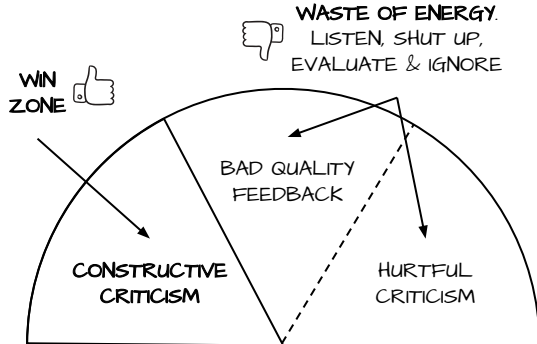 WASTE OF ENERGY.
LISTEN, SHUT UP,
EVALUATE & IGNORE
WIN
ZONE
BAD QUALITY
FEEDBACK
CONSTRUCTIVE
CRITICISM
HURTFUL
CRITICISM